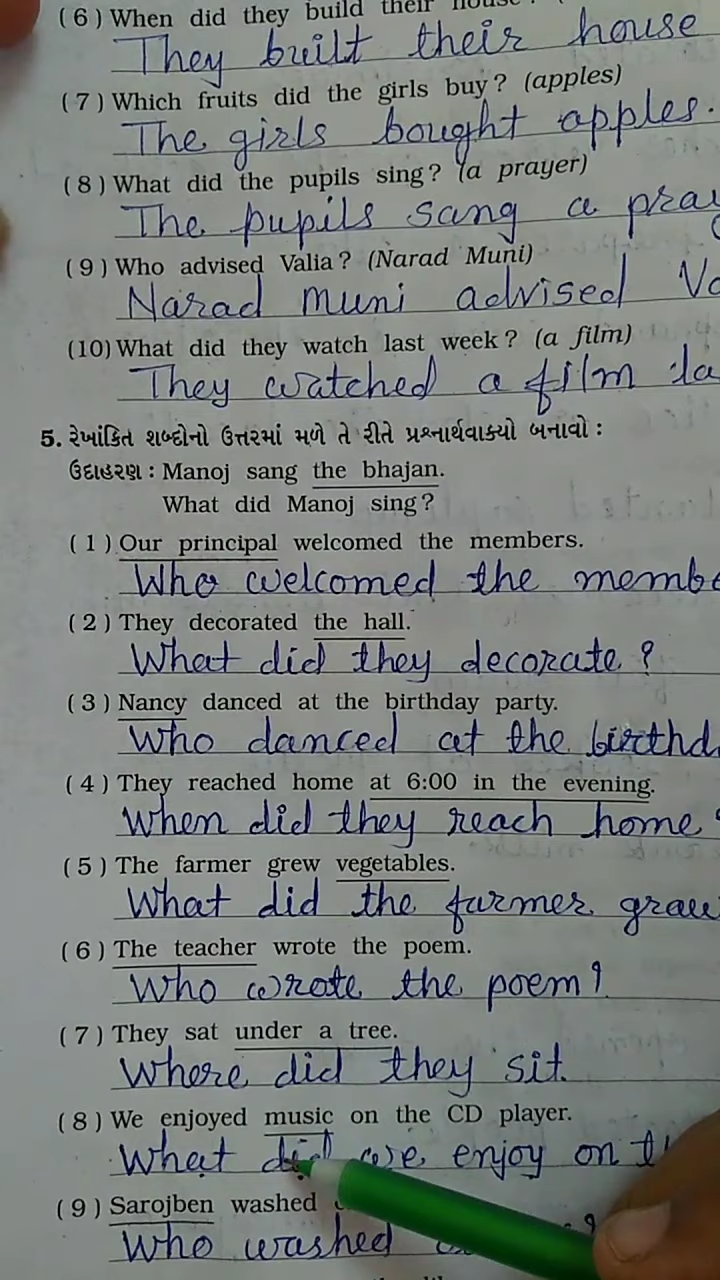 (6) When did they build their house
They built their house
(7) Which fruits did the girls buy? (apples)
The girls bought apples.
(8) What did the pupils sing? (a prayer)
The pupils sang a pray
(9) Who advised Valia? (Narad Muni)
Narad muni advised Va
(10) What did they watch last week? (a film)
They watched a film la
5. રેખાંકિત શબ્દોનો ઉત્તરમાં મળે તે રીતે પ્રશ્નાર્થવાક્યો બનાવો :
ઉદાહરણ : Manoj sang the bhajan.
What did Manoj sing?
(1) Our principal welcomed the members.
Who welcomed the membe
(2) They decorated the hall.
What did they decorate?
(3) Nancy danced at the birthday party.
Who danced at the birthd
(4) They reached home at 6:00 in the evening.
When did they reach home
(5) The farmer grew vegetables.
What did the farmer
(6) The teacher wrote the poem.
Who wrote the poem?
(7) They sat under a tree.
Where did they sit.
(8) We enjoyed music on the CD player.
What did we enjoy on t
(9) Sarojben washed
Who washed